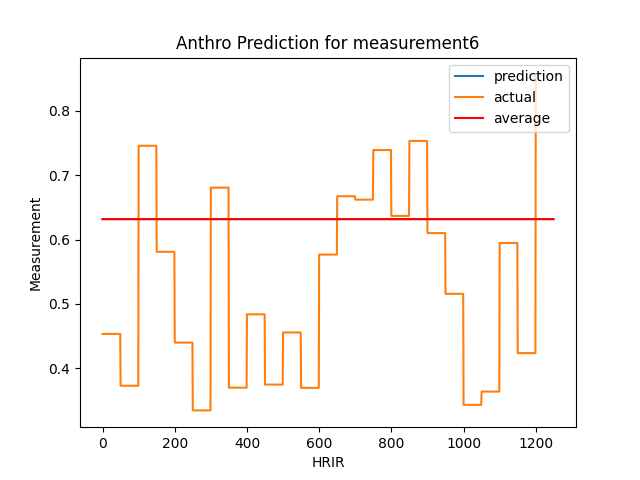 Anthro Prediction for measurement6
prediction
actual
average
Measurement
0.8
0.7
0.6
0.5
0.4
0 200 400 600 800 1000 1200
HRIR